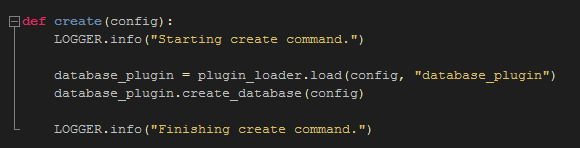 def create(config):
LOGGER.info("Starting create command.")
database_plugin = plugin_loader.load(config, "database_plugin")
database_plugin.create_database(config)
LOGGER.info("Finishing create command.")